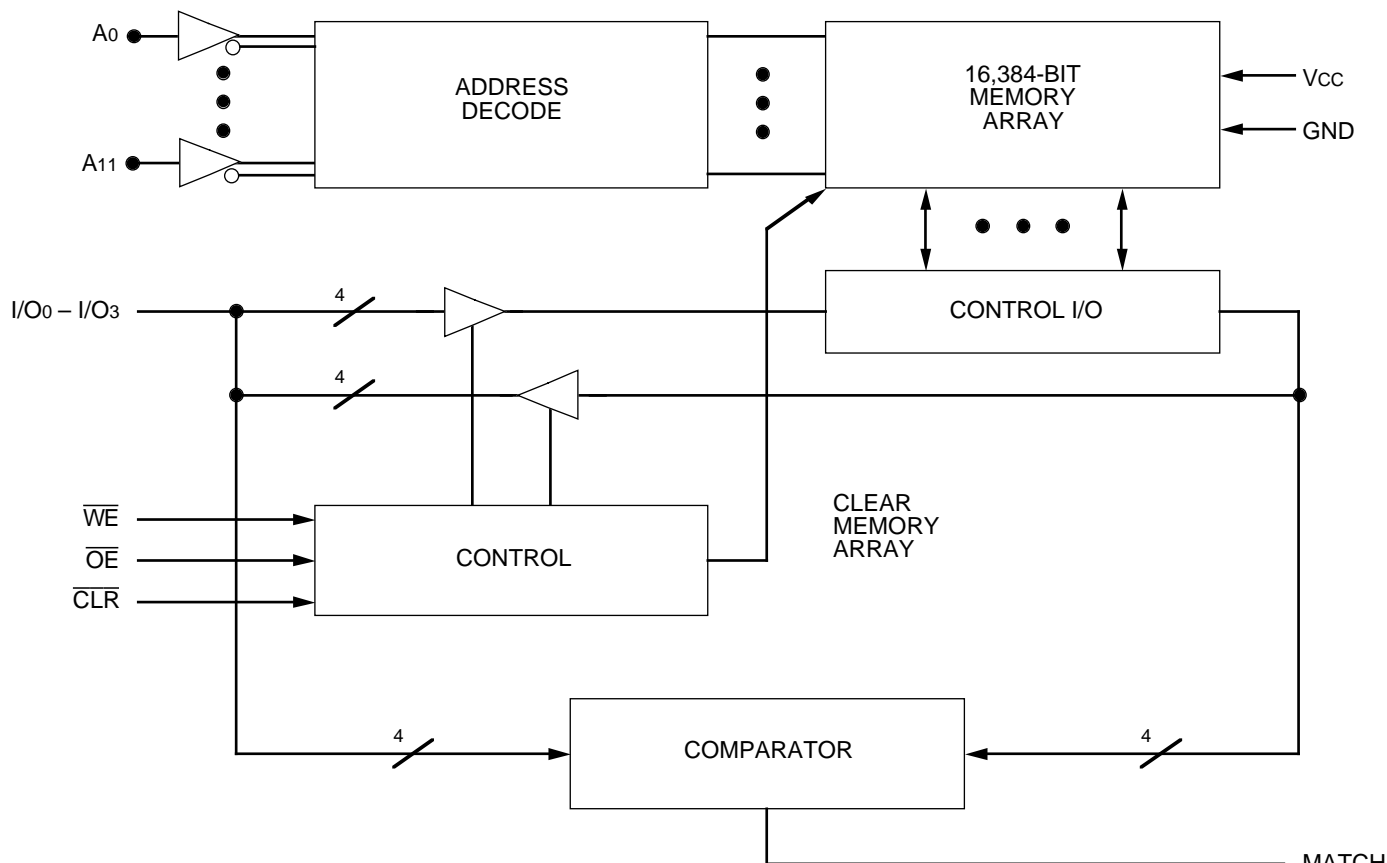 A0
ADDRESS
DECODE
16,384-BIT
MEMORY
ARRAY
VCC
GND
A11
I/O0 – I/O3
4
CONTROL I/O
4
WE
OE
CLR
CONTROL
CLEAR
MEMORY
ARRAY
4
COMPARATOR
4
MATCH